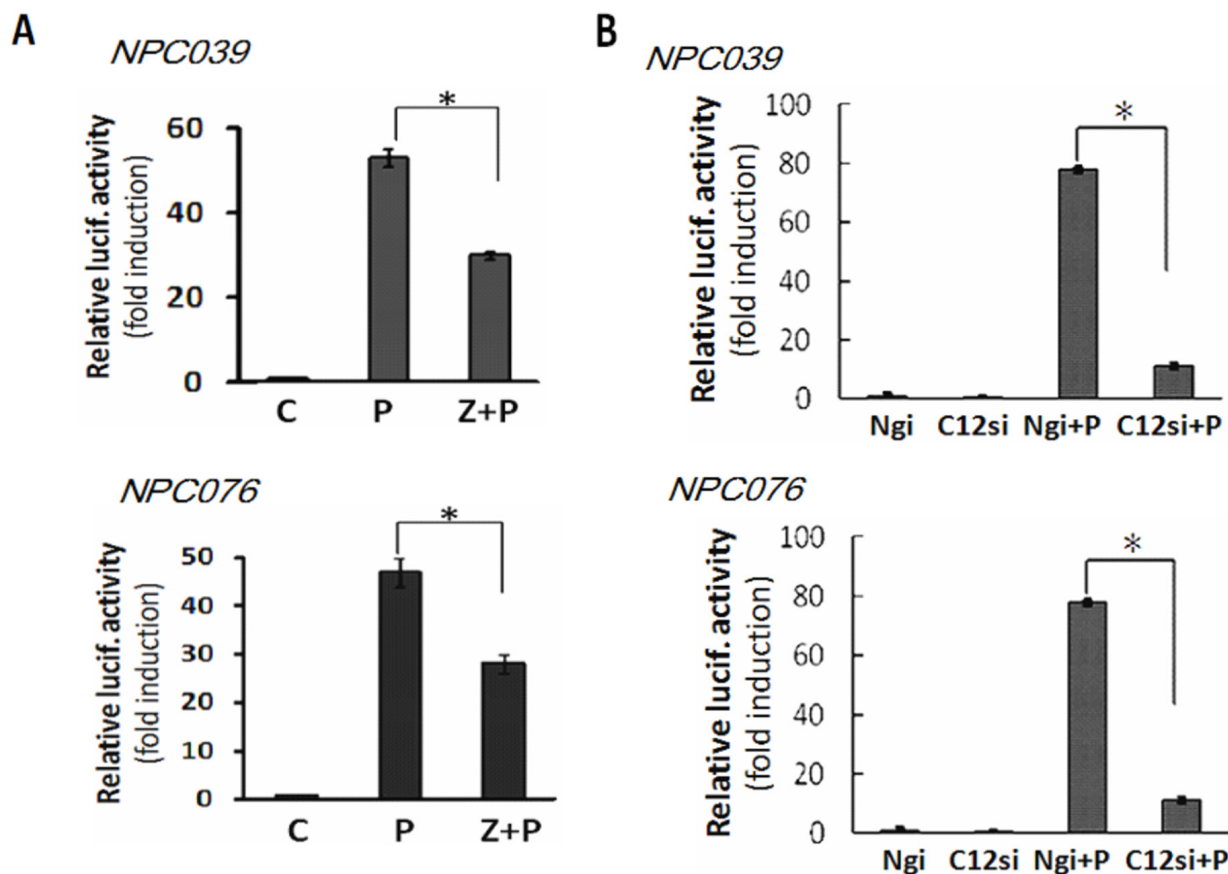 A
NPC039
Relative lucif. activity
(fold induction)
60
40
20
0
*
C P Z+P
NPC076
Relative lucif. activity
(fold induction)
50
40
30
20
10
0
*
C P Z+P
B
NPC039
Relative lucif. activity
(fold induction)
100
80
60
40
20
0
*
Ngi C12si Ngi+P C12si+P
NPC076
Relative lucif. activity
(fold induction)
100
80
60
40
20
0
*
Ngi C12si Ngi+P C12si+P